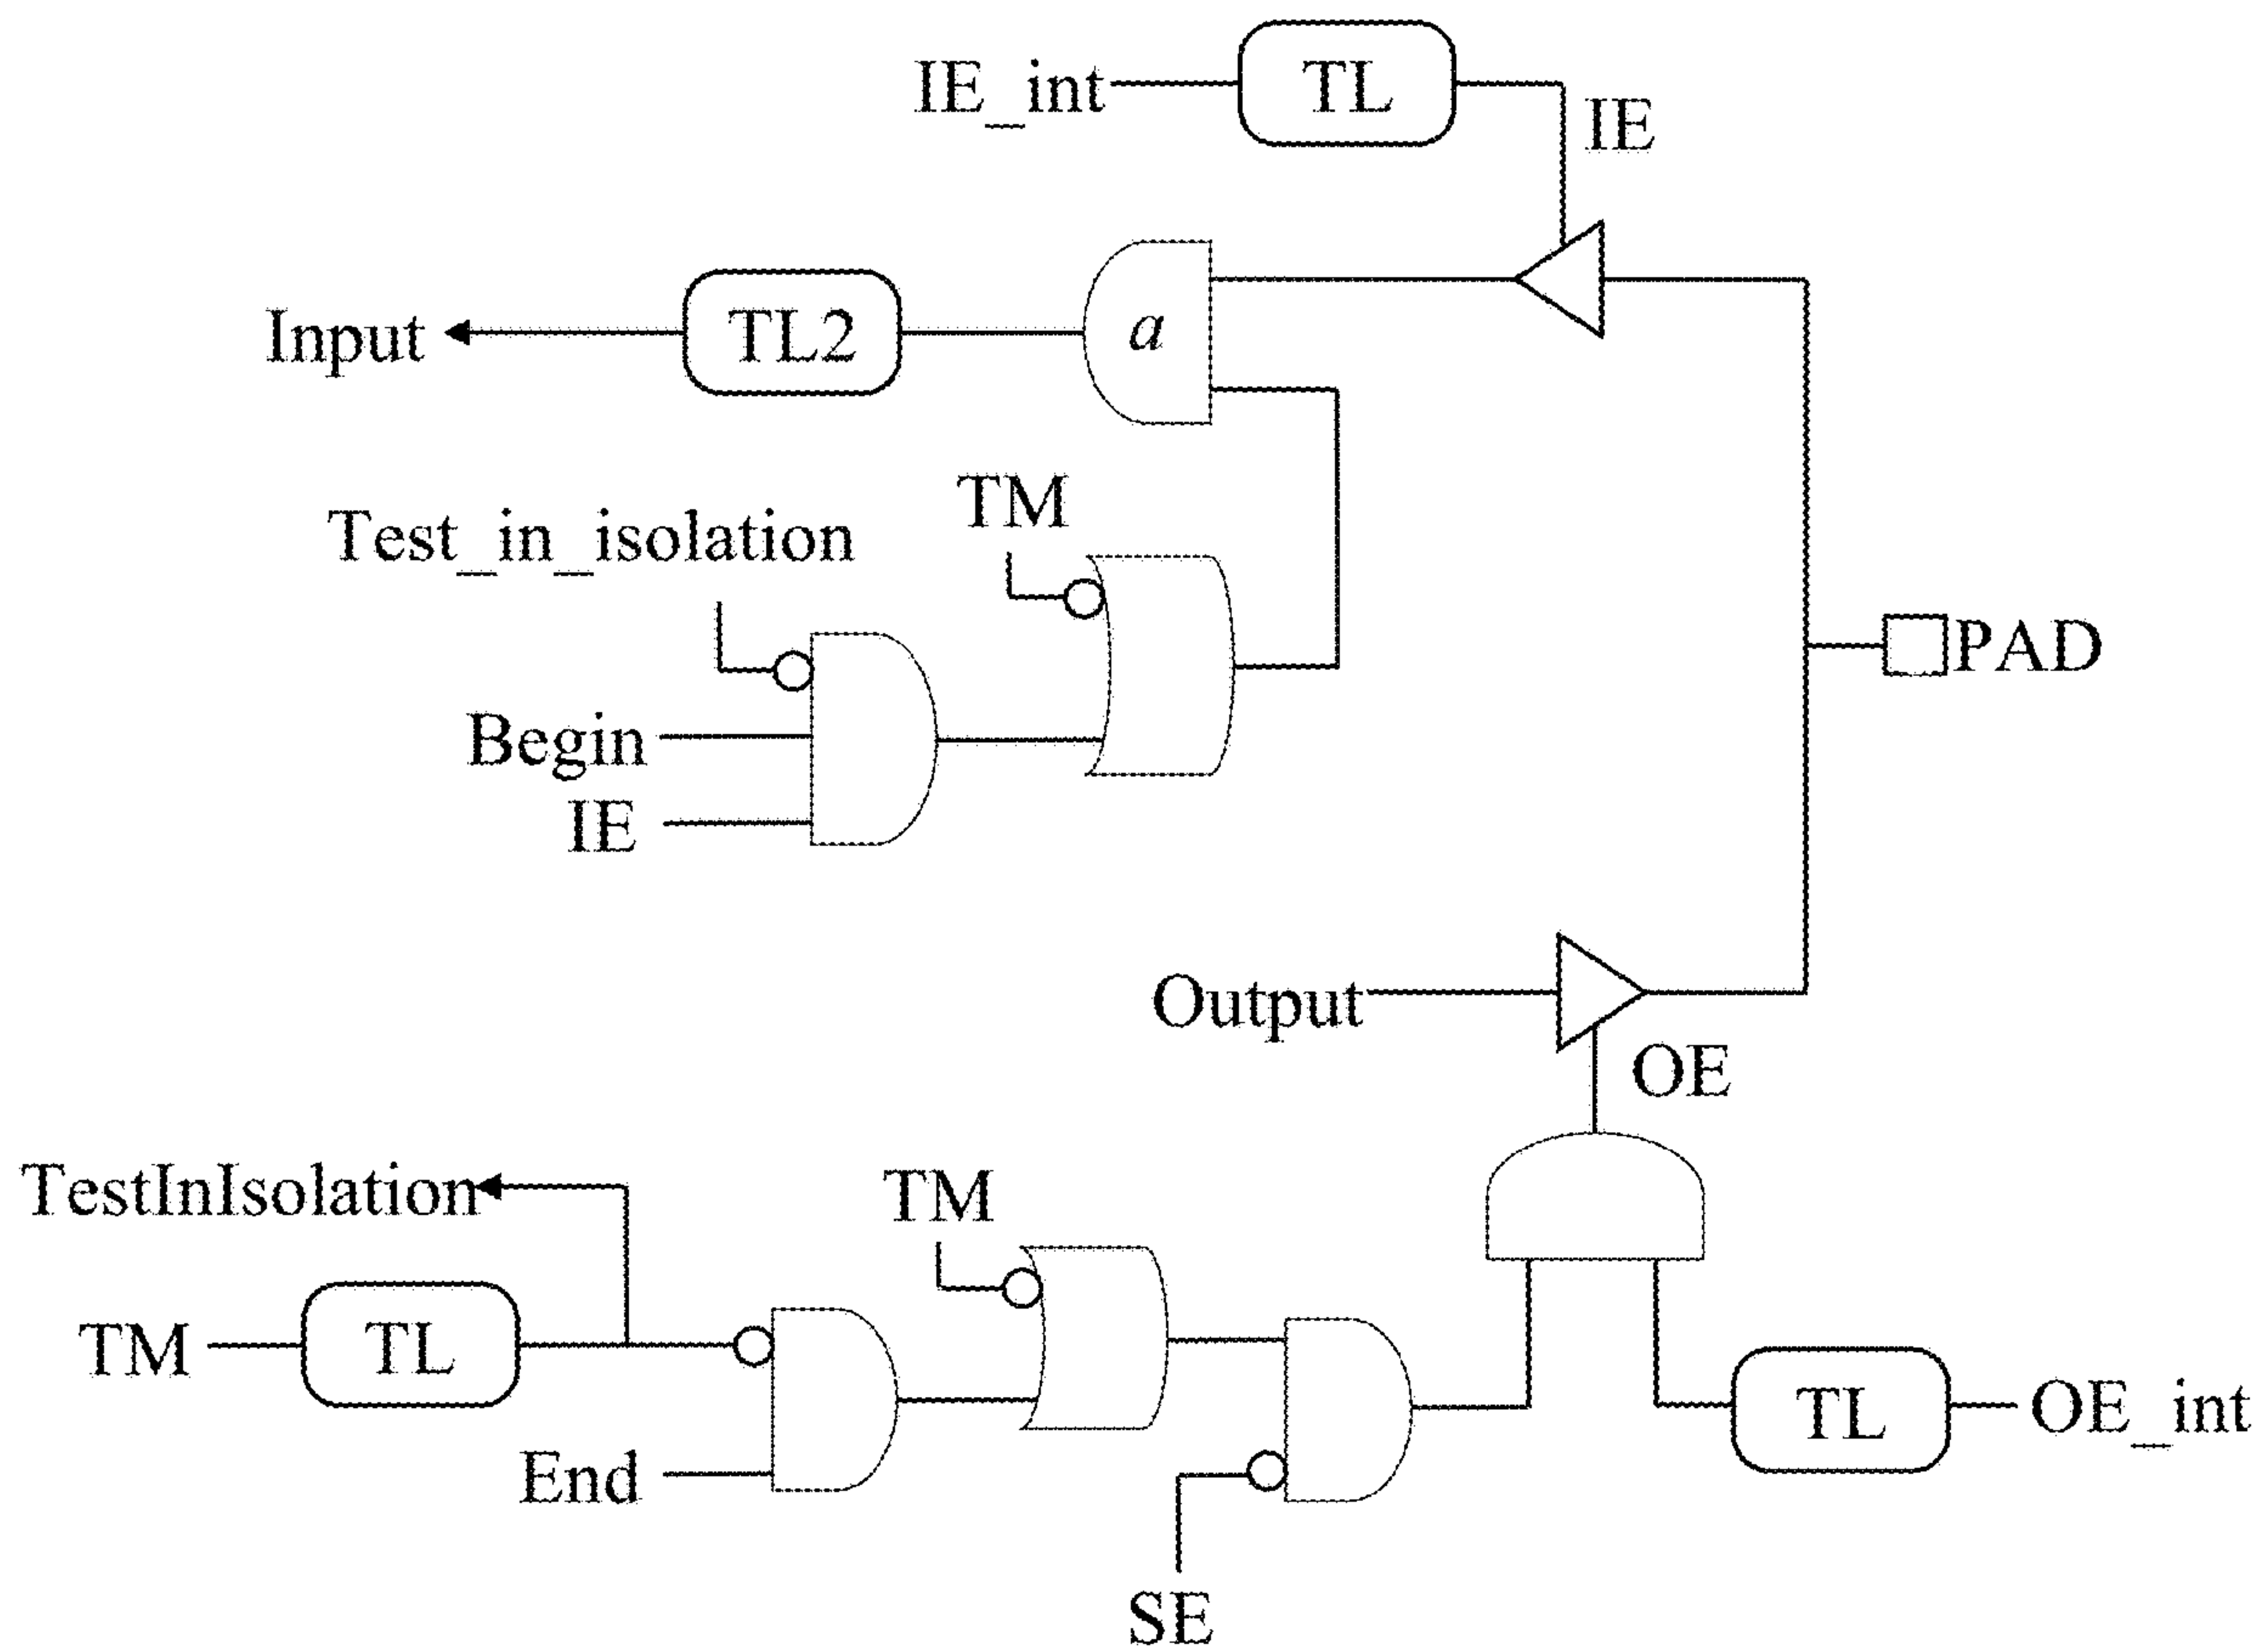 IE_int
TL
IE
Input
TL2
a
TM
Test_in_isolation
PAD
Begin
IE
Output
OE
TestInIsolation
TM
TM
TL
TL
OE_int
End
SE